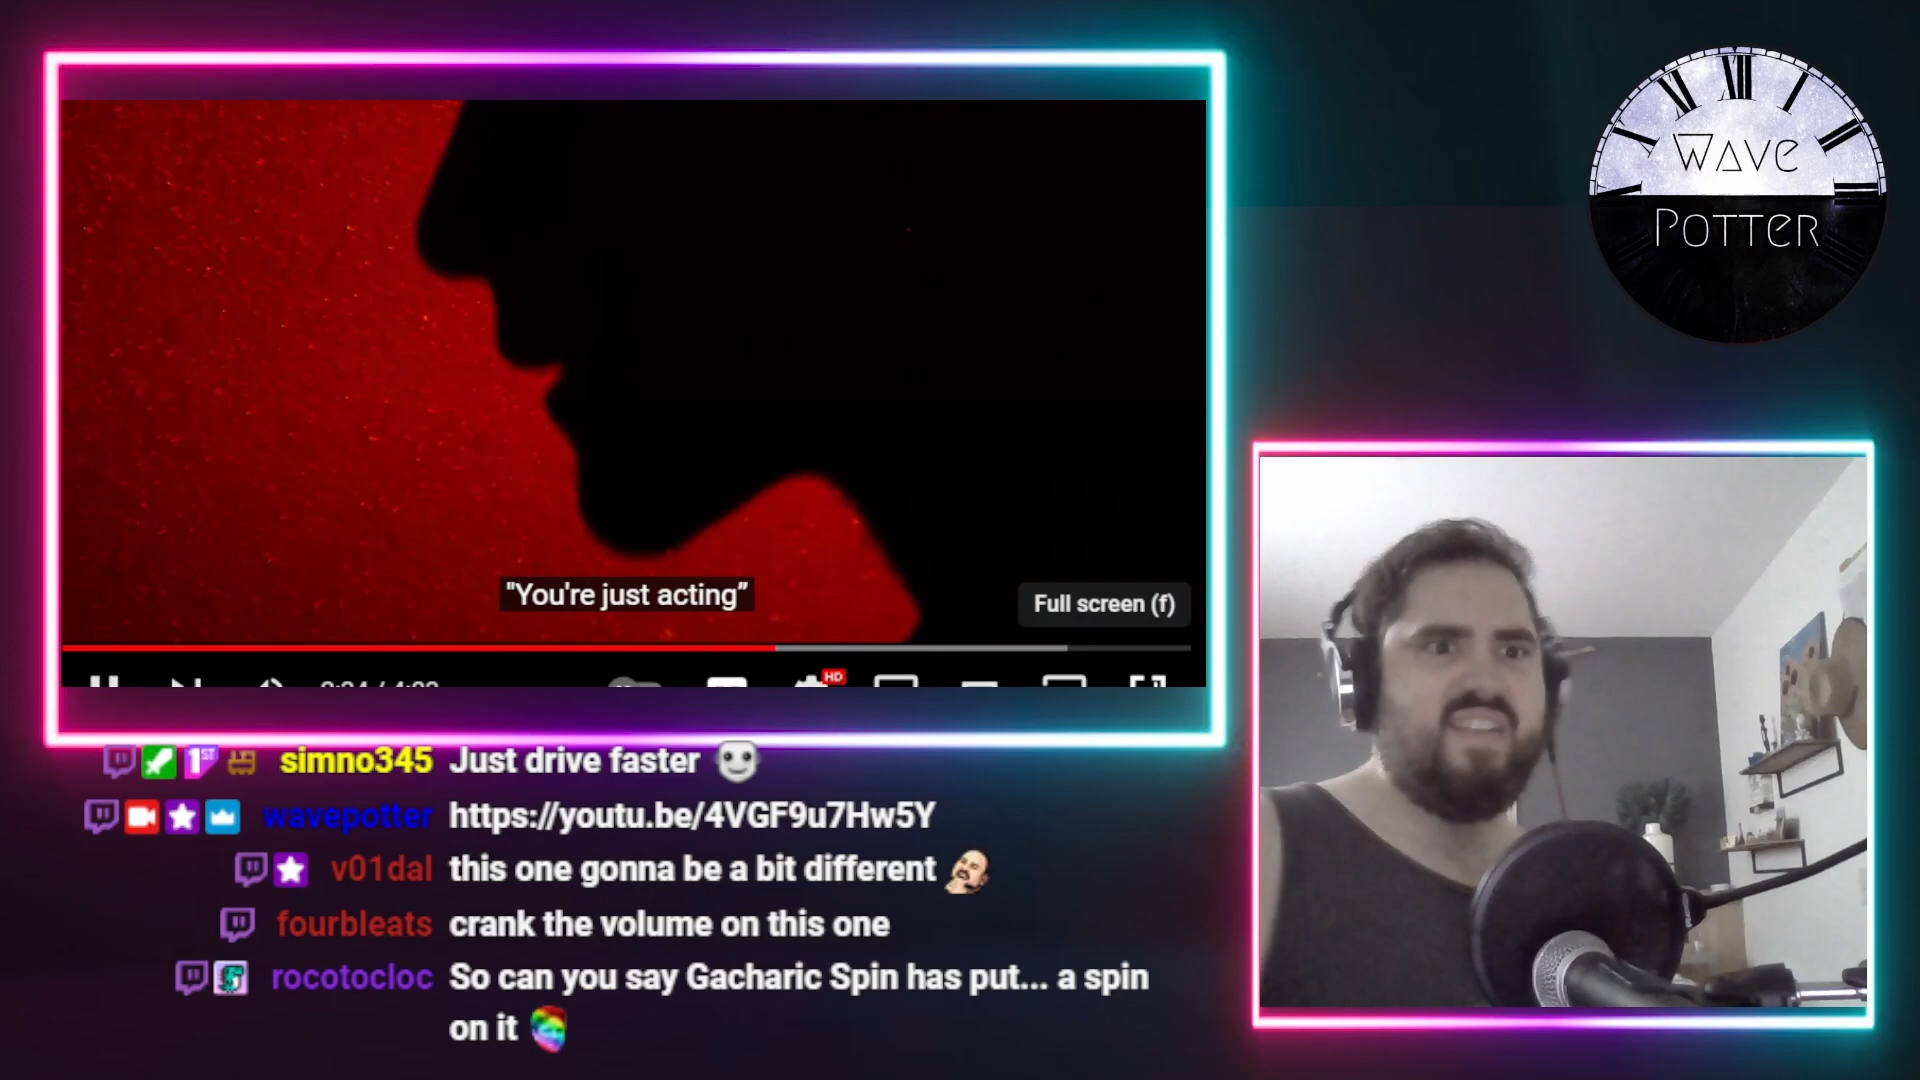 WAVE
POTTER
"You're just acting”
Full screen (f)
HD
1ST
simno345 Just drive faster
wavepotter https://youtu.be/4VGF9u7Hw5Y
v01dal this one gonna be a bit different
fourbleats crank the volume on this one
rocotocloc So can you say Gacharic Spin has put... a spin
on it